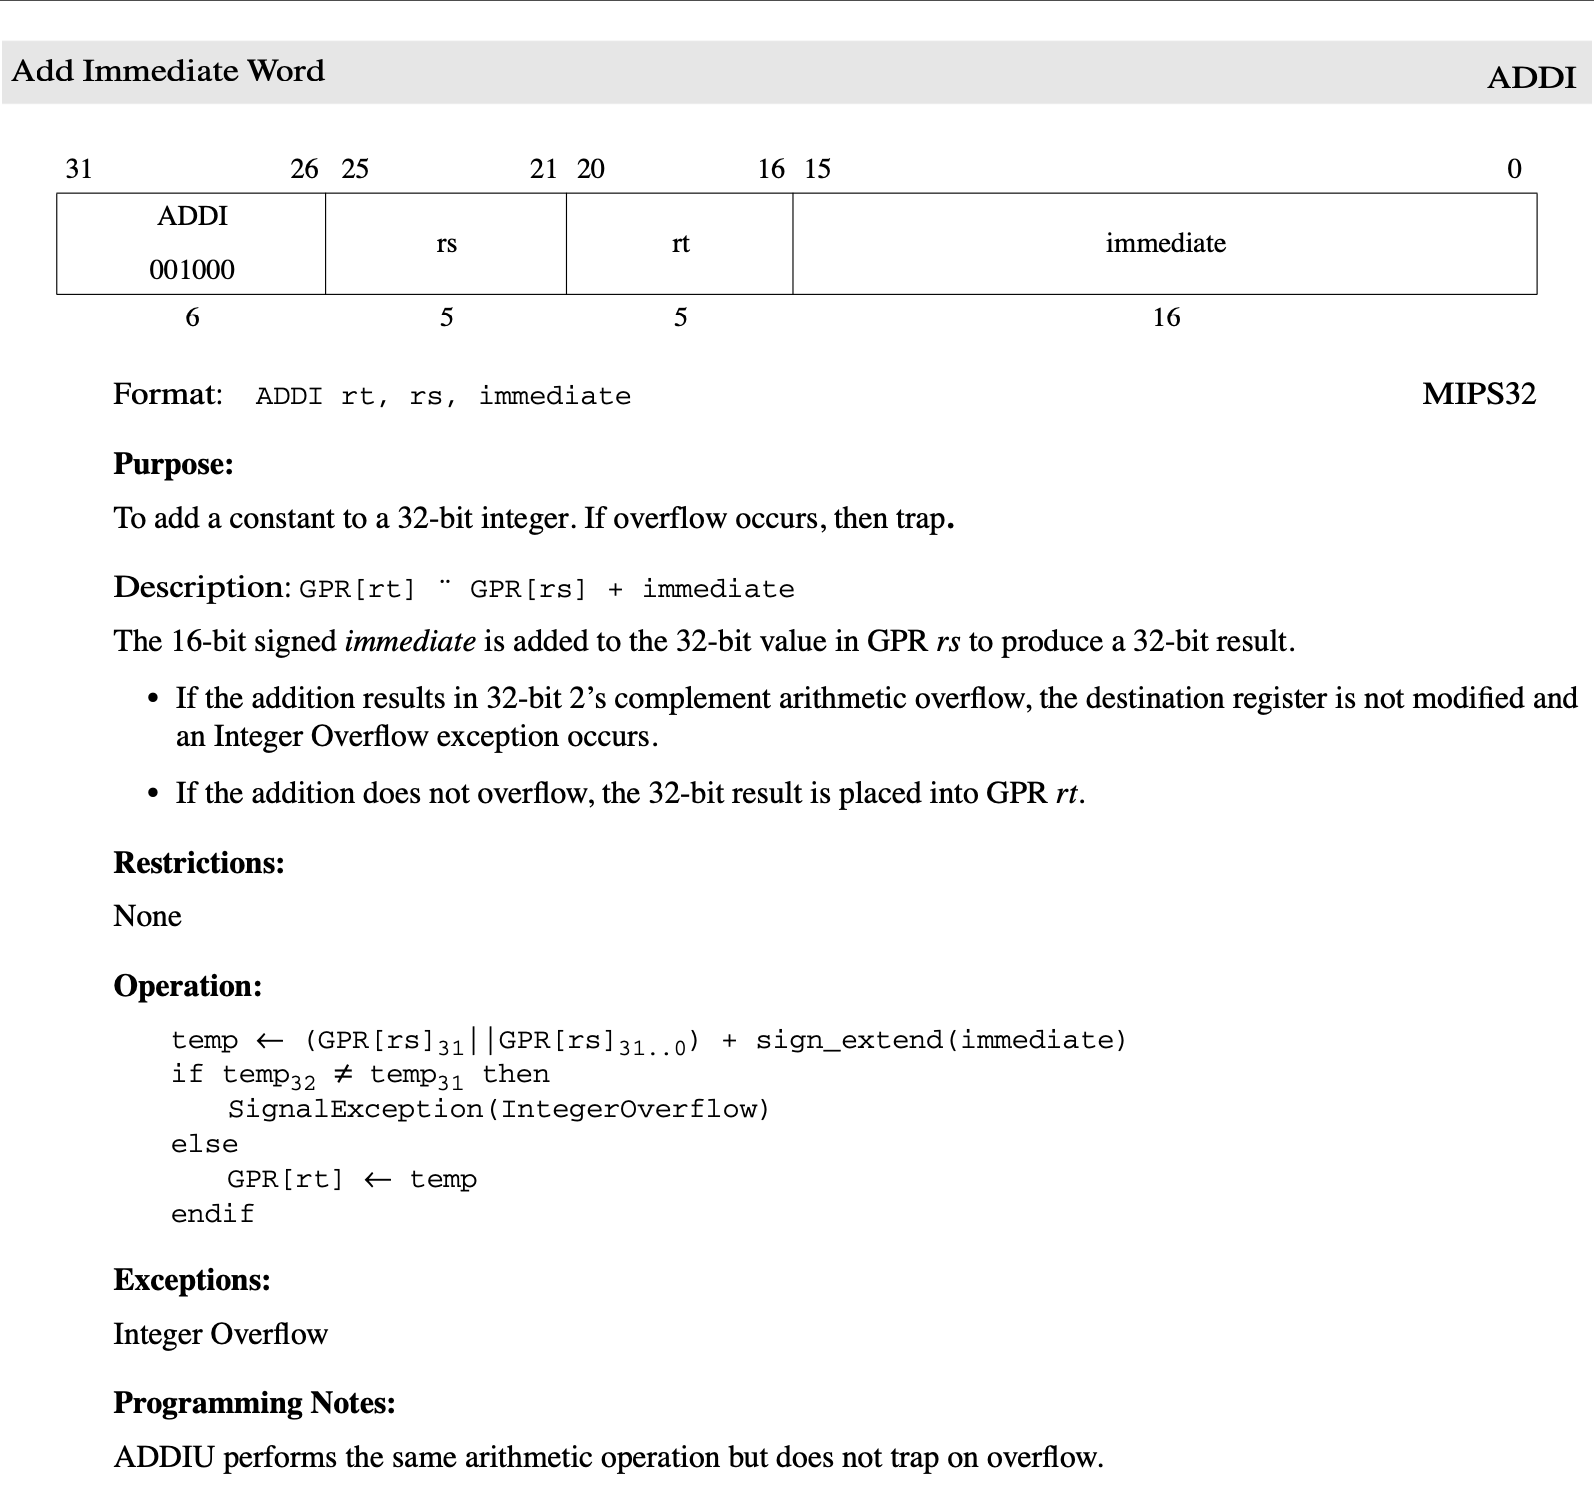 Add Immediate Word
ADDI
31 26 25 21 20 16 15 0
ADDI
001000
rs
rt
immediate
6 5 5 16
Format: ADDI rt, rs, immediate
MIPS32
Purpose:
To add a constant to a 32-bit integer. If overflow occurs, then trap.
Description: GPR[rt] ¨ GPR[rs] + immediate
The 16-bit signed immediate is added to the 32-bit value in GPR rs to produce a 32-bit result.
• If the addition results in 32-bit 2’s complement arithmetic overflow, the destination register is not modified and
an Integer Overflow exception occurs.
• If the addition does not overflow, the 32-bit result is placed into GPR rt.
Restrictions:
None
Operation:
temp ← (GPR[rs]31||GPR[rs]31..0) + sign_extend(immediate)
if temp32 ≠ temp31 then
SignalException(IntegerOverflow)
else
GPR[rt] ← temp
endif
Exceptions:
Integer Overflow
Programming Notes:
ADDIU performs the same arithmetic operation but does not trap on overflow.